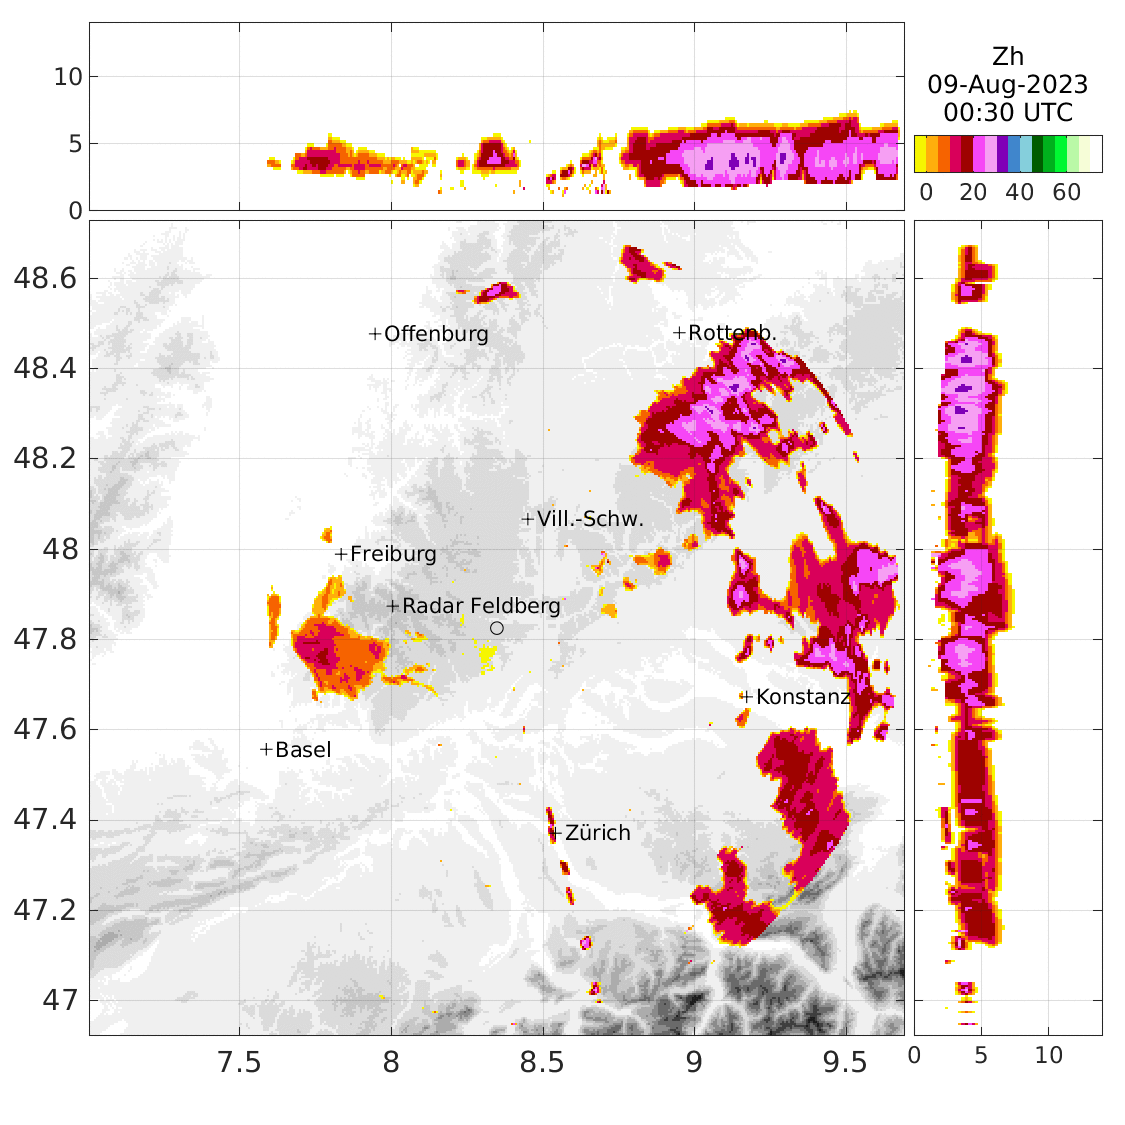 10
5
0
Zh
09-Aug-2023
00:30 UTC
0 20 40 60
48.6
48.4
48.2
48
47.8
47.6
47.4
47.2
47
+Offenburg
+Rottenb.
+Vill.-Schw.
+Freiburg
+Radar Feldberg
+Konstanz
+Basel
+Zürich
7.5 8 8.5 9 9.5
0 5 10